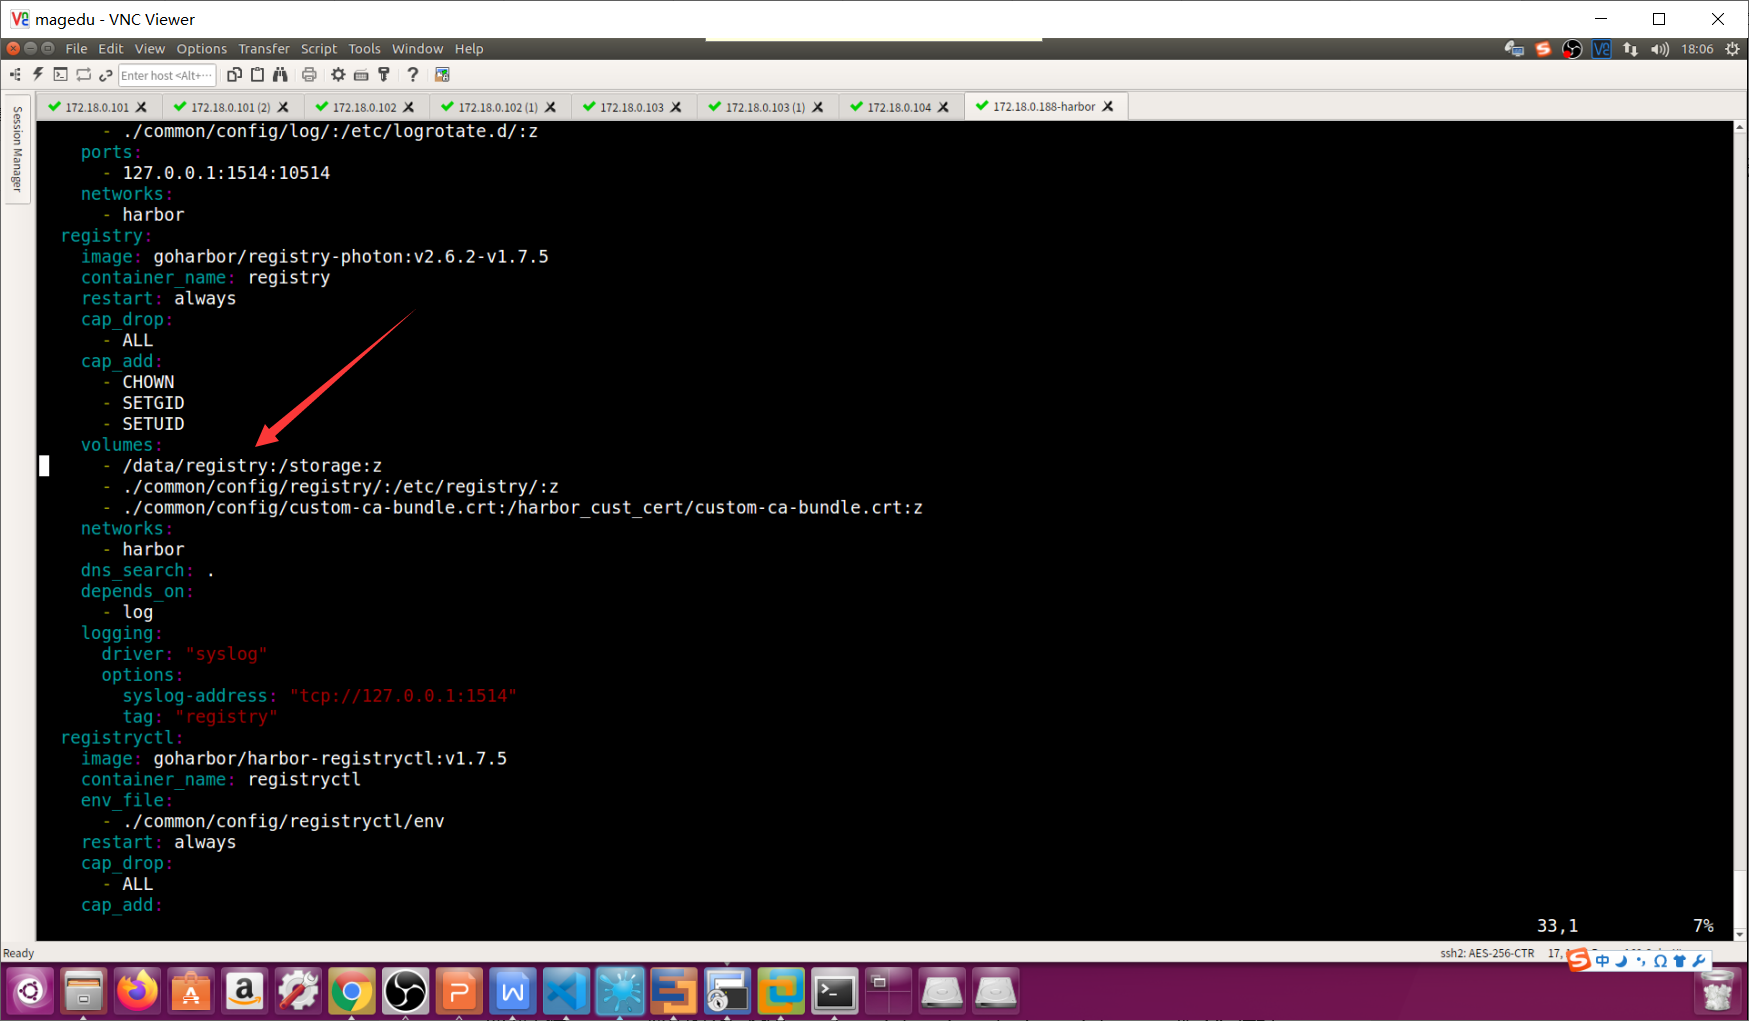 magedu - VNC Viewer
File Edit View Options Transfer Script Tools Window Help
18:06
Enter host <Alt+···
Session Manager
172.18.0.101
172.18.0.101 (2)
172.18.0.102
172.18.0.102 (1)
172.18.0.103
172.18.0.103 (1)
172.18.0.104
172.18.0.188-harbor
- ./common/config/log/:/etc/logrotate.d/:z
ports:
- 127.0.0.1:1514:10514
networks:
- harbor
registry:
image: goharbor/registry-photon:v2.6.2-v1.7.5
container_name: registry
restart: always
cap_drop:
- ALL
cap_add:
- CHOWN
- SETGID
- SETUID
volumes:
- /data/registry:/storage:z
- ./common/config/registry/:/etc/registry/:z
- ./common/config/custom-ca-bundle.crt:/harbor_cust_cert/custom-ca-bundle.crt:z
networks:
- harbor
dns_search: .
depends_on:
- log
logging:
driver: "syslog"
options:
syslog-address: "tcp://127.0.0.1:1514"
tag: "registry"
registryctl:
image: goharbor/harbor-registryctl:v1.7.5
container_name: registryctl
env_file:
- ./common/config/registryctl/env
restart: always
cap_drop:
- ALL
cap_add:
33,1 7%
Ready
ssh2: AES-256-CTR 17,
中